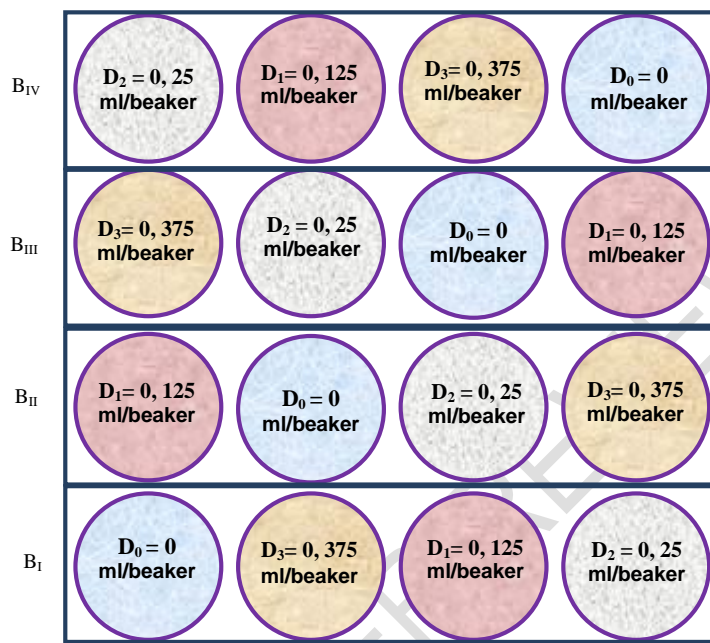 B_IV
D₂ = 0, 25
ml/beaker
D₁= 0, 125
ml/beaker
D₃= 0, 375
ml/beaker
D₀ = 0
ml/beaker
B_III
D₃= 0, 375
ml/beaker
D₂ = 0, 25
ml/beaker
D₀ = 0
ml/beaker
D₁= 0, 125
ml/beaker
B_II
D₁= 0, 125
ml/beaker
D₀ = 0
ml/beaker
D₂ = 0, 25
ml/beaker
D₃= 0, 375
ml/beaker
B_I
D₀ = 0
ml/beaker
D₃= 0, 375
ml/beaker
D₁= 0, 125
ml/beaker
D₂ = 0, 25
ml/beaker